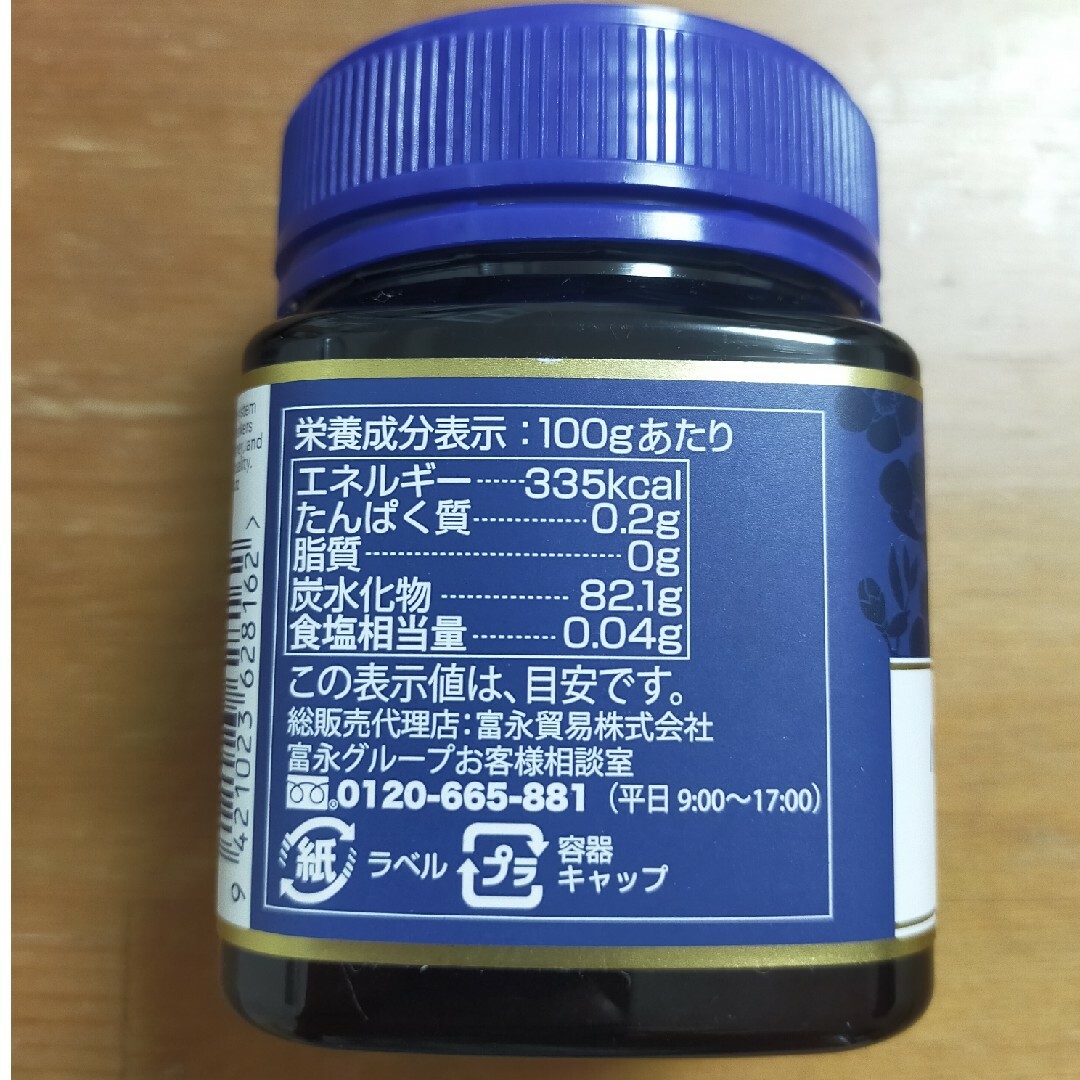 栄養成分表示：100gあたり
エネルギー……335kcal
たんぱく質……………0.2g
脂質……………………………0g
炭水化物……………82.1g
食塩相当量…………0.04g
この表示値は、目安です。
総販売代理店：富永貿易株式会社
富永グループお客様相談室
0120-665-881（平日 9:00〜17:00）
紙 ラベル プラ 容器
キャップ
and
9 421023 628162 >